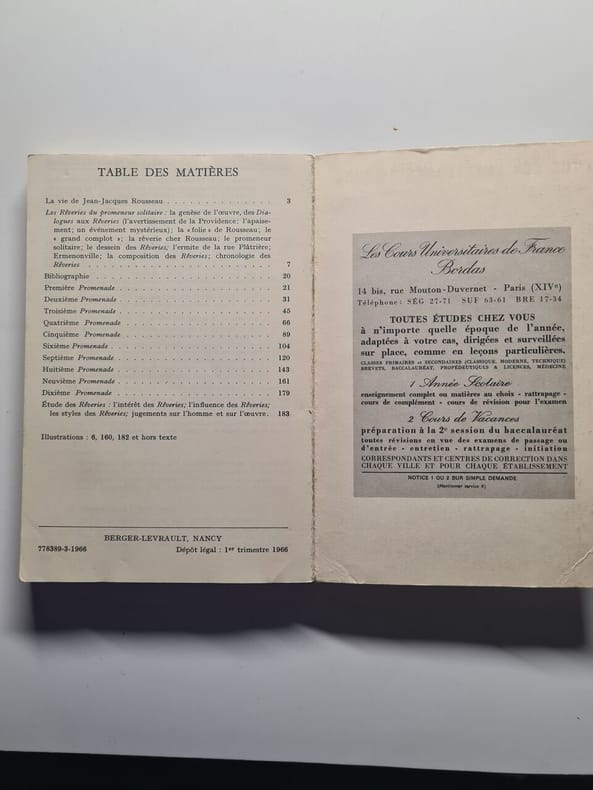 TABLE DES MATIÈRES
La vie de Jean-Jacques Rousseau . . . . . . . . . . . . . . 3
Les Rêveries du promeneur solitaire : la genèse de l'œuvre, des Dia-
logues aux Rêveries (l'avertissement de la Providence; l'apaise-
ment; un événement mystérieux); la « folie » de Rousseau; le
« grand complot »; la rêverie chez Rousseau; le promeneur
solitaire; le dessein des Rêveries; l'ermite de la rue Plâtrière;
Ermenonville; la composition des Rêveries; chronologie des
Rêveries . . . . . . . . . . . . . . . . . . . . . . . . 7
Bibliographie . . . . . . . . . . . . . . . . . . . . . . 20
Première Promenade . . . . . . . . . . . . . . . . . . . 21
Deuxième Promenade . . . . . . . . . . . . . . . . . . . 31
Troisième Promenade . . . . . . . . . . . . . . . . . . . 45
Quatrième Promenade . . . . . . . . . . . . . . . . . . . 66
Cinquième Promenade . . . . . . . . . . . . . . . . . . . 89
Sixième Promenade . . . . . . . . . . . . . . . . . . . . 104
Septième Promenade . . . . . . . . . . . . . . . . . . . 120
Huitième Promenade . . . . . . . . . . . . . . . . . . . 143
Neuvième Promenade . . . . . . . . . . . . . . . . . . . 161
Dixième Promenade . . . . . . . . . . . . . . . . . . . . 179
Étude des Rêveries : l'intérêt des Rêveries; l'influence des Rêveries;
les styles des Rêveries; jugements sur l'homme et sur l'œuvre. 183
Illustrations : 6, 160, 182 et hors texte
BERGER-LEVRAULT, NANCY
778389-3-1966 Dépôt légal : 1er trimestre 1966
Les Cours Universitaires de France
Bordas
14 bis, rue Mouton-Duvernet - Paris (XIVe)
Téléphone : SÉG 27-71 SUF 63-61 BRE 17-34
TOUTES ÉTUDES CHEZ VOUS
à n'importe quelle époque de l'année,
adaptées à votre cas, dirigées et surveillées
sur place, comme en leçons particulières.
CLASSES PRIMAIRES et SECONDAIRES (CLASSIQUE, MODERNE, TECHNIQUE)
BREVETS, BACCALAURÉAT, PROPÉDEUTIQUES & LICENCES, MÉDECINE
1 Année Scolaire
enseignement complet ou matières au choix - rattrapage -
cours de complément - cours de révision pour l'examen
2 Cours de Vacances
préparation à la 2e session du baccalauréat
toutes révisions en vue des examens de passage ou
d'entrée - entretien - rattrapage - initiation
CORRESPONDANTS ET CENTRES DE CORRECTION DANS
CHAQUE VILLE ET POUR CHAQUE ÉTABLISSEMENT
NOTICE 1 OU 2 SUR SIMPLE DEMANDE
(Mentionner service F)